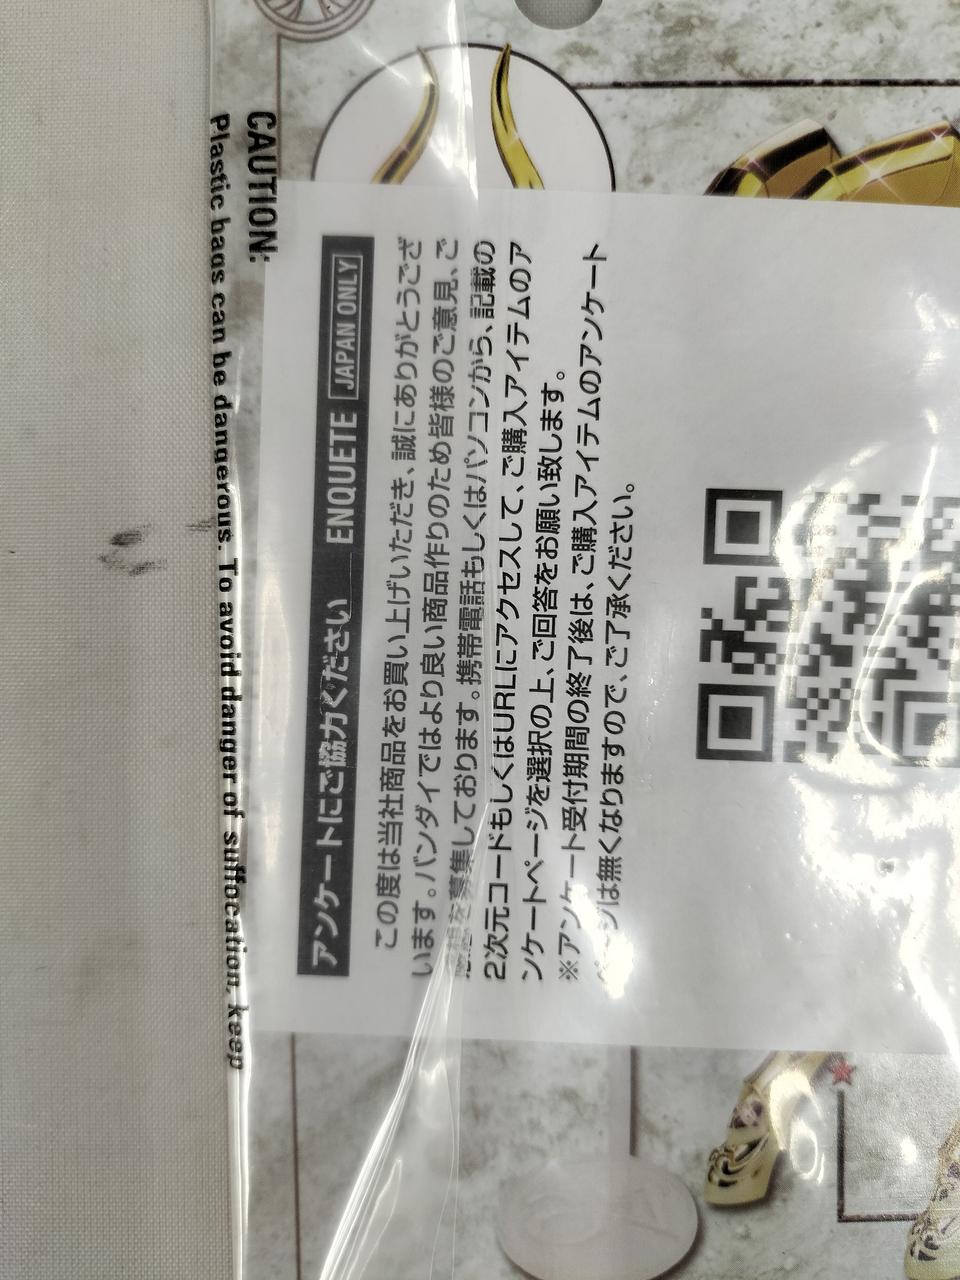 CAUTION:
Plastic bags can be dangerous. To avoid danger of suffocation, keep
アンケートにご協力ください ENQUETE JAPAN ONLY
この度は当社商品をお買い上げいただき、誠にありがとうござ
います。バンダイではより良い商品作りのため皆様のご意見、ご
感想を募集しております。携帯電話もしくはパソコンから、記載の
2次元コードもしくはURLにアクセスして、ご購入アイテムのア
ンケートページを選択の上、ご回答をお願い致します。
※アンケート受付期間の終了後は、ご購入アイテムのアンケート
ページは無くなりますので、ご了承ください。